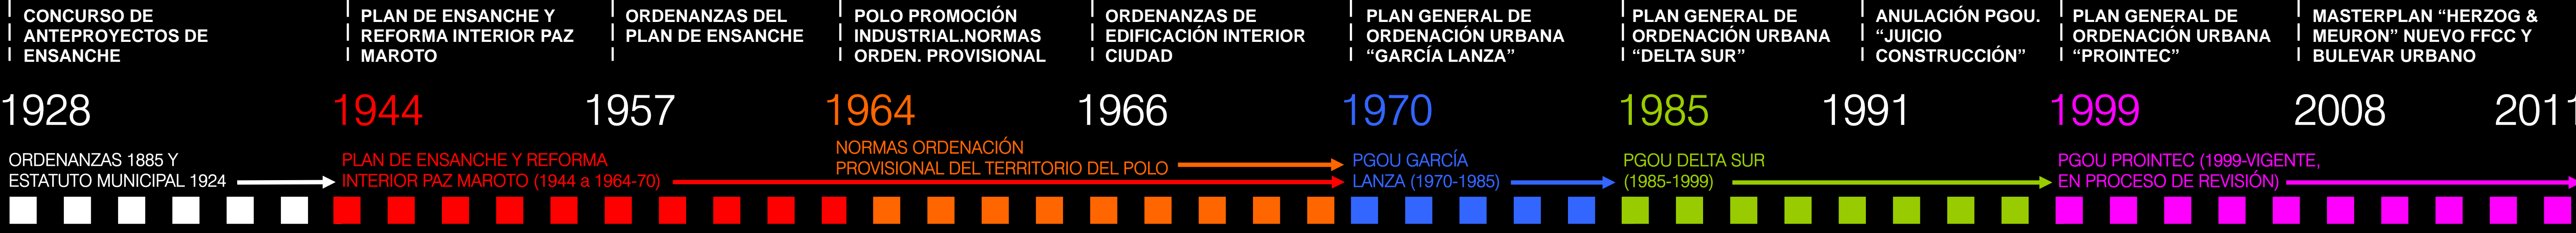 CONCURSO DE
ANTEPROYECTOS DE
ENSANCHE
PLAN DE ENSANCHE Y
REFORMA INTERIOR PAZ
MAROTO
ORDENANZAS DEL
PLAN DE ENSANCHE
POLO PROMOCIÓN
INDUSTRIAL.NORMAS
ORDEN. PROVISIONAL
ORDENANZAS DE
EDIFICACIÓN INTERIOR
CIUDAD
PLAN GENERAL DE
ORDENACIÓN URBANA
“GARCÍA LANZA”
PLAN GENERAL DE
ORDENACIÓN URBANA
“DELTA SUR”
ANULACIÓN PGOU.
“JUICIO
CONSTRUCCIÓN”
PLAN GENERAL DE
ORDENACIÓN URBANA
“PROINTEC”
MASTERPLAN “HERZOG &
MEURON” NUEVO FFCC Y
BULEVAR URBANO
1928
1944
1957
1964
1966
1970
1985
1991
1999
2008
2011
ORDENANZAS 1885 Y
ESTATUTO MUNICIPAL 1924
PLAN DE ENSANCHE Y REFORMA
INTERIOR PAZ MAROTO (1944 a 1964-70)
NORMAS ORDENACIÓN
PROVISIONAL DEL TERRITORIO DEL POLO
PGOU GARCÍA
LANZA (1970-1985)
PGOU DELTA SUR
(1985-1999)
PGOU PROINTEC (1999-VIGENTE,
EN PROCESO DE REVISIÓN)